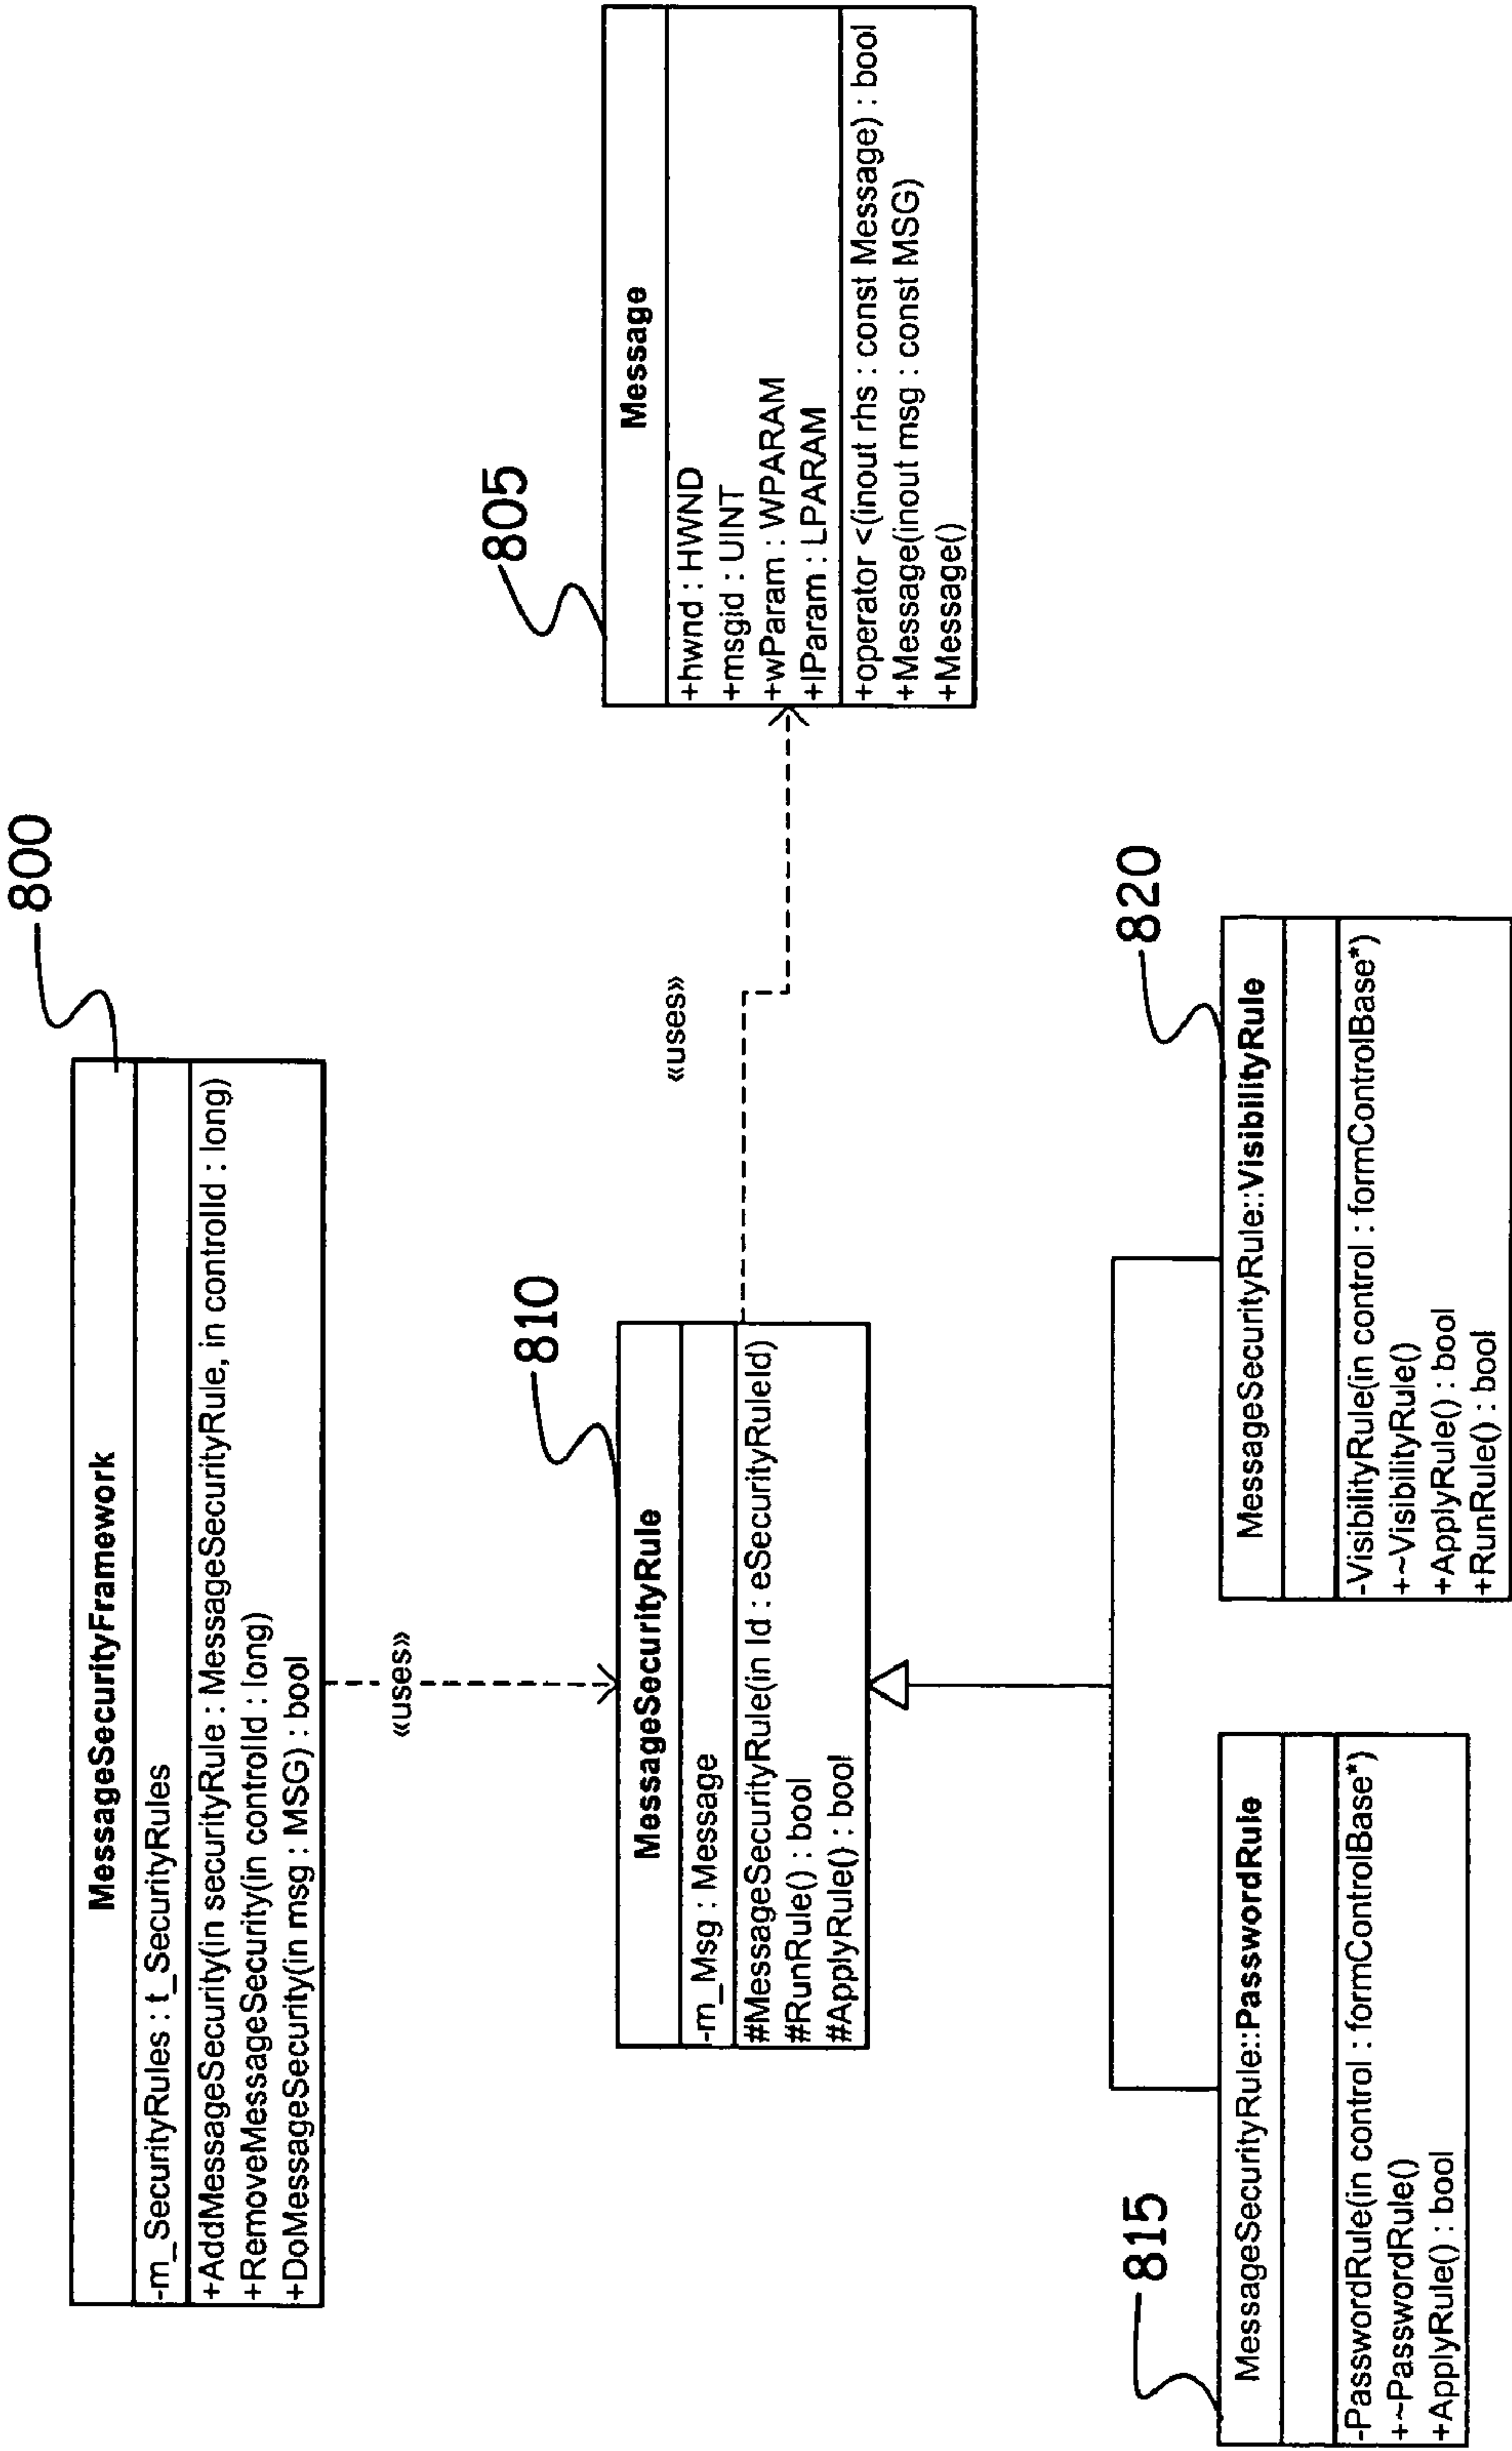 800
MessageSecurityFramework
-m_SecurityRules : t_SecurityRules
+AddMessageSecurity(in securityRule : MessageSecurityRule, in controlId : long)
+RemoveMessageSecurity(in controlId : long)
+DoMessageSecurity(in msg : MSG) : bool
«uses»
805
Message
+hwnd : HWND
+msgid : UINT
+wParam : WPARAM
+lParam : LPARAM
+operator <(inout rhs : const Message) : bool
+Message(inout msg : const MSG)
+Message()
«uses»
810
MessageSecurityRule
-m_Msg : Message
#MessageSecurityRule(in Id : eSecurityRuleId)
#RunRule() : bool
#ApplyRule() : bool
815
MessageSecurityRule::PasswordRule
-PasswordRule(in control : formControlBase*)
+~PasswordRule()
+ApplyRule() : bool
820
MessageSecurityRule::VisibilityRule
-VisibilityRule(in control : formControlBase*)
+~VisibilityRule()
+ApplyRule() : bool
+RunRule() : bool